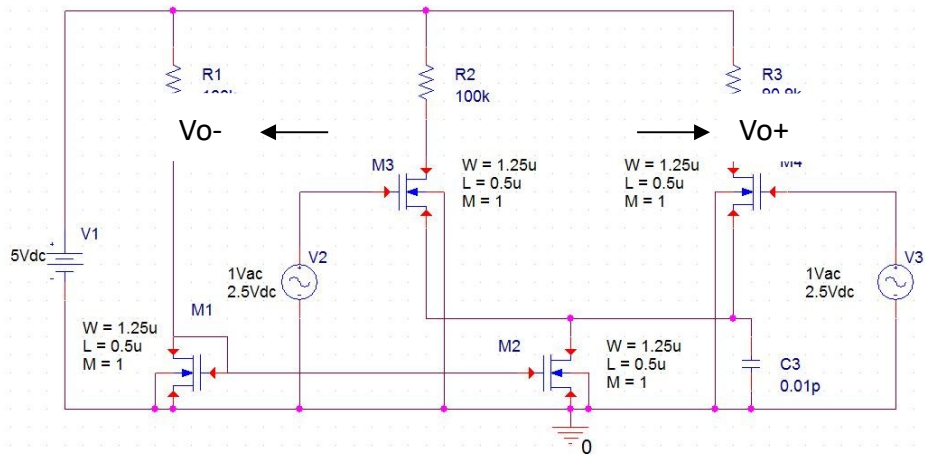 R1
R2
100k
R3
Vo-
Vo+
M3
W = 1.25u
L = 0.5u
M = 1
W = 1.25u
L = 0.5u
M = 1
V1
5Vdc
V2
1Vac
2.5Vdc
V3
1Vac
2.5Vdc
M1
W = 1.25u
L = 0.5u
M = 1
M2
W = 1.25u
L = 0.5u
M = 1
C3
0.01p
0